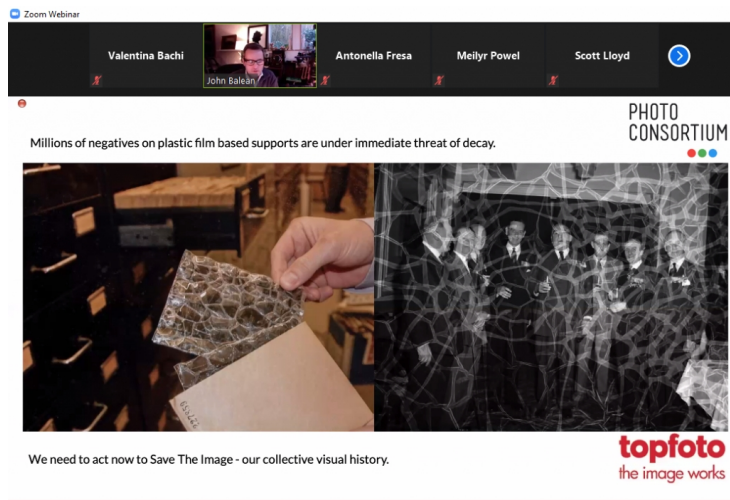 Zoom Webinar
Valentina Bachi
John Balean
Antonella Fresa
Meilyr Powel
Scott Lloyd
PHOTO
CONSORTIUM
Millions of negatives on plastic film based supports are under immediate threat of decay.
We need to act now to Save The Image - our collective visual history.
topfoto
the image works